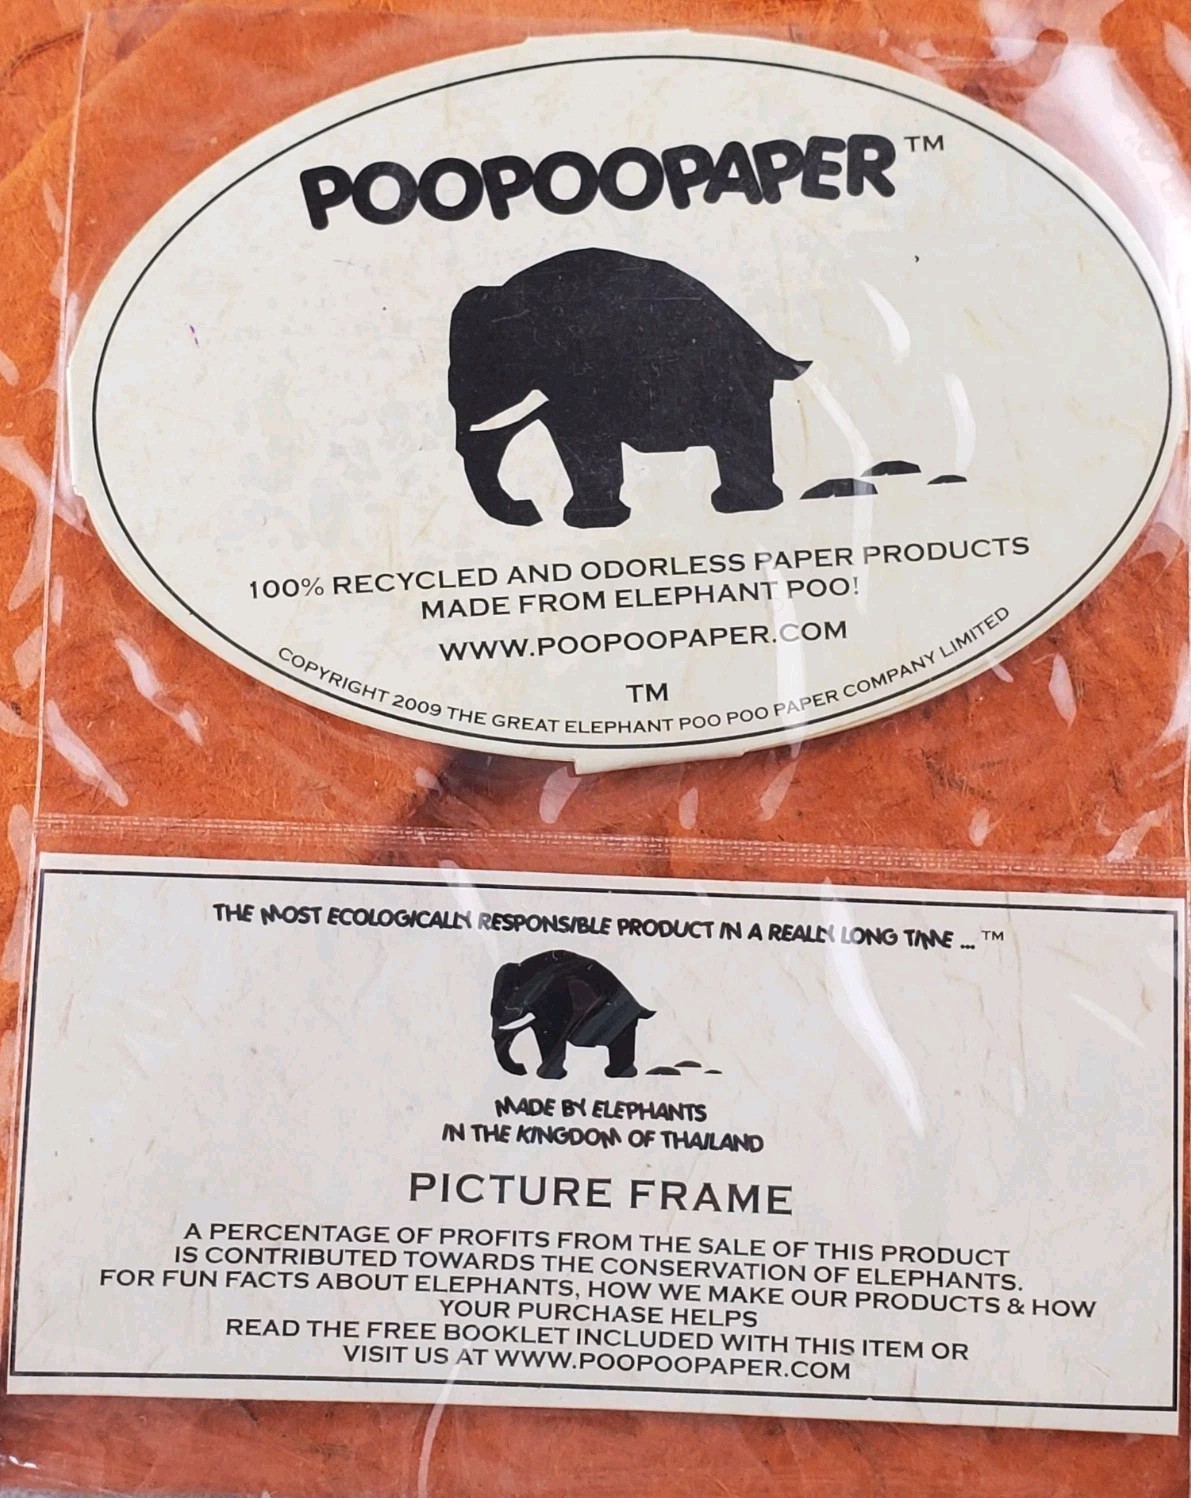 POOPOOPAPER™
100% RECYCLED AND ODORLESS PAPER PRODUCTS
MADE FROM ELEPHANT POO!
WWW.POOPOOPAPER.COM
TM
COPYRIGHT 2009 THE GREAT ELEPHANT POO POO PAPER COMPANY LIMITED
THE MOST ECOLOGICALLY RESPONSIBLE PRODUCT IN A REALLY LONG TIME ... ™
MADE BY ELEPHANTS
IN THE KINGDOM OF THAILAND
PICTURE FRAME
A PERCENTAGE OF PROFITS FROM THE SALE OF THIS PRODUCT
IS CONTRIBUTED TOWARDS THE CONSERVATION OF ELEPHANTS.
FOR FUN FACTS ABOUT ELEPHANTS, HOW WE MAKE OUR PRODUCTS & HOW
YOUR PURCHASE HELPS
READ THE FREE BOOKLET INCLUDED WITH THIS ITEM OR
VISIT US AT WWW.POOPOOPAPER.COM